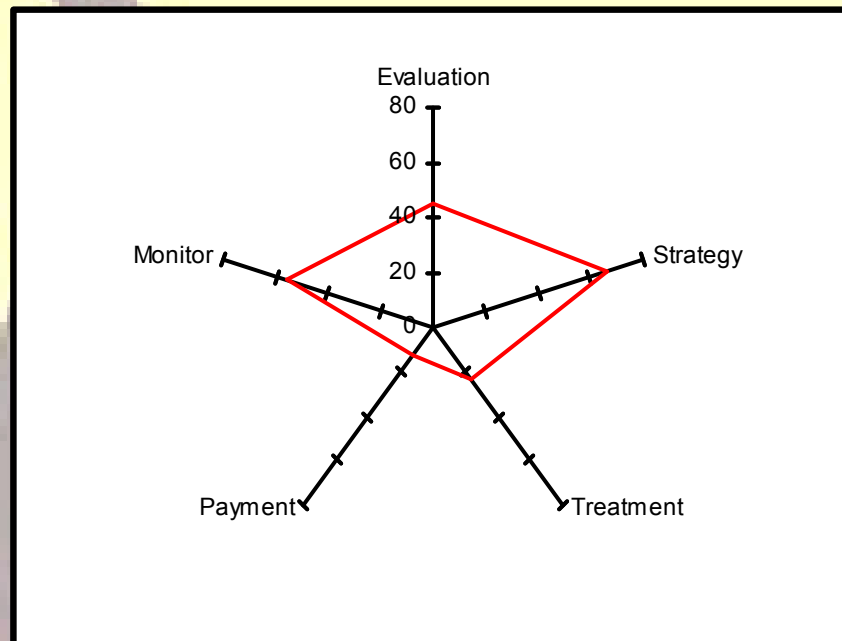 Evaluation
80
60
40
20
0
Monitor
Strategy
Payment
Treatment